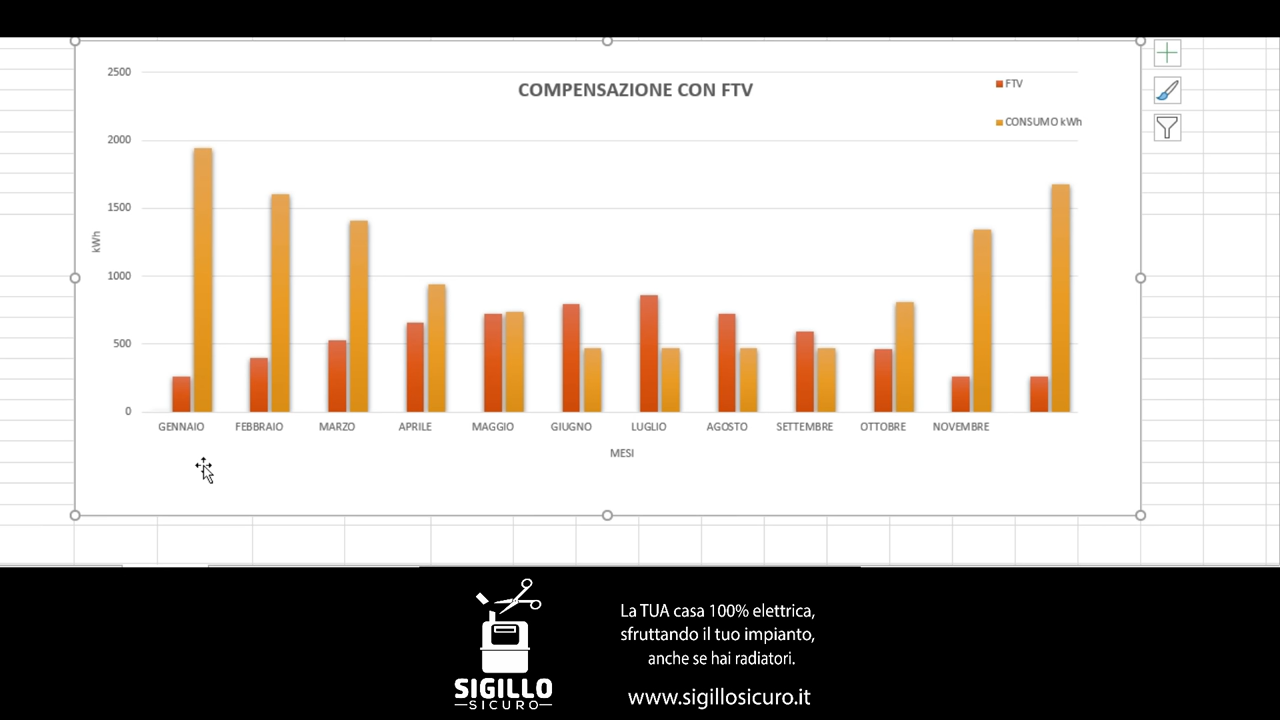 COMPENSAZIONE CON FTV
FTV
CONSUMO kWh
2500
2000
1500
1000
500
0
kWh
GENNAIO FEBBRAIO MARZO APRILE MAGGIO GIUGNO LUGLIO AGOSTO SETTEMBRE OTTOBRE NOVEMBRE
MESI
SIGILLO
SICURO
La TUA casa 100% elettrica,
sfruttando il tuo impianto,
anche se hai radiatori.
www.sigillosicuro.it